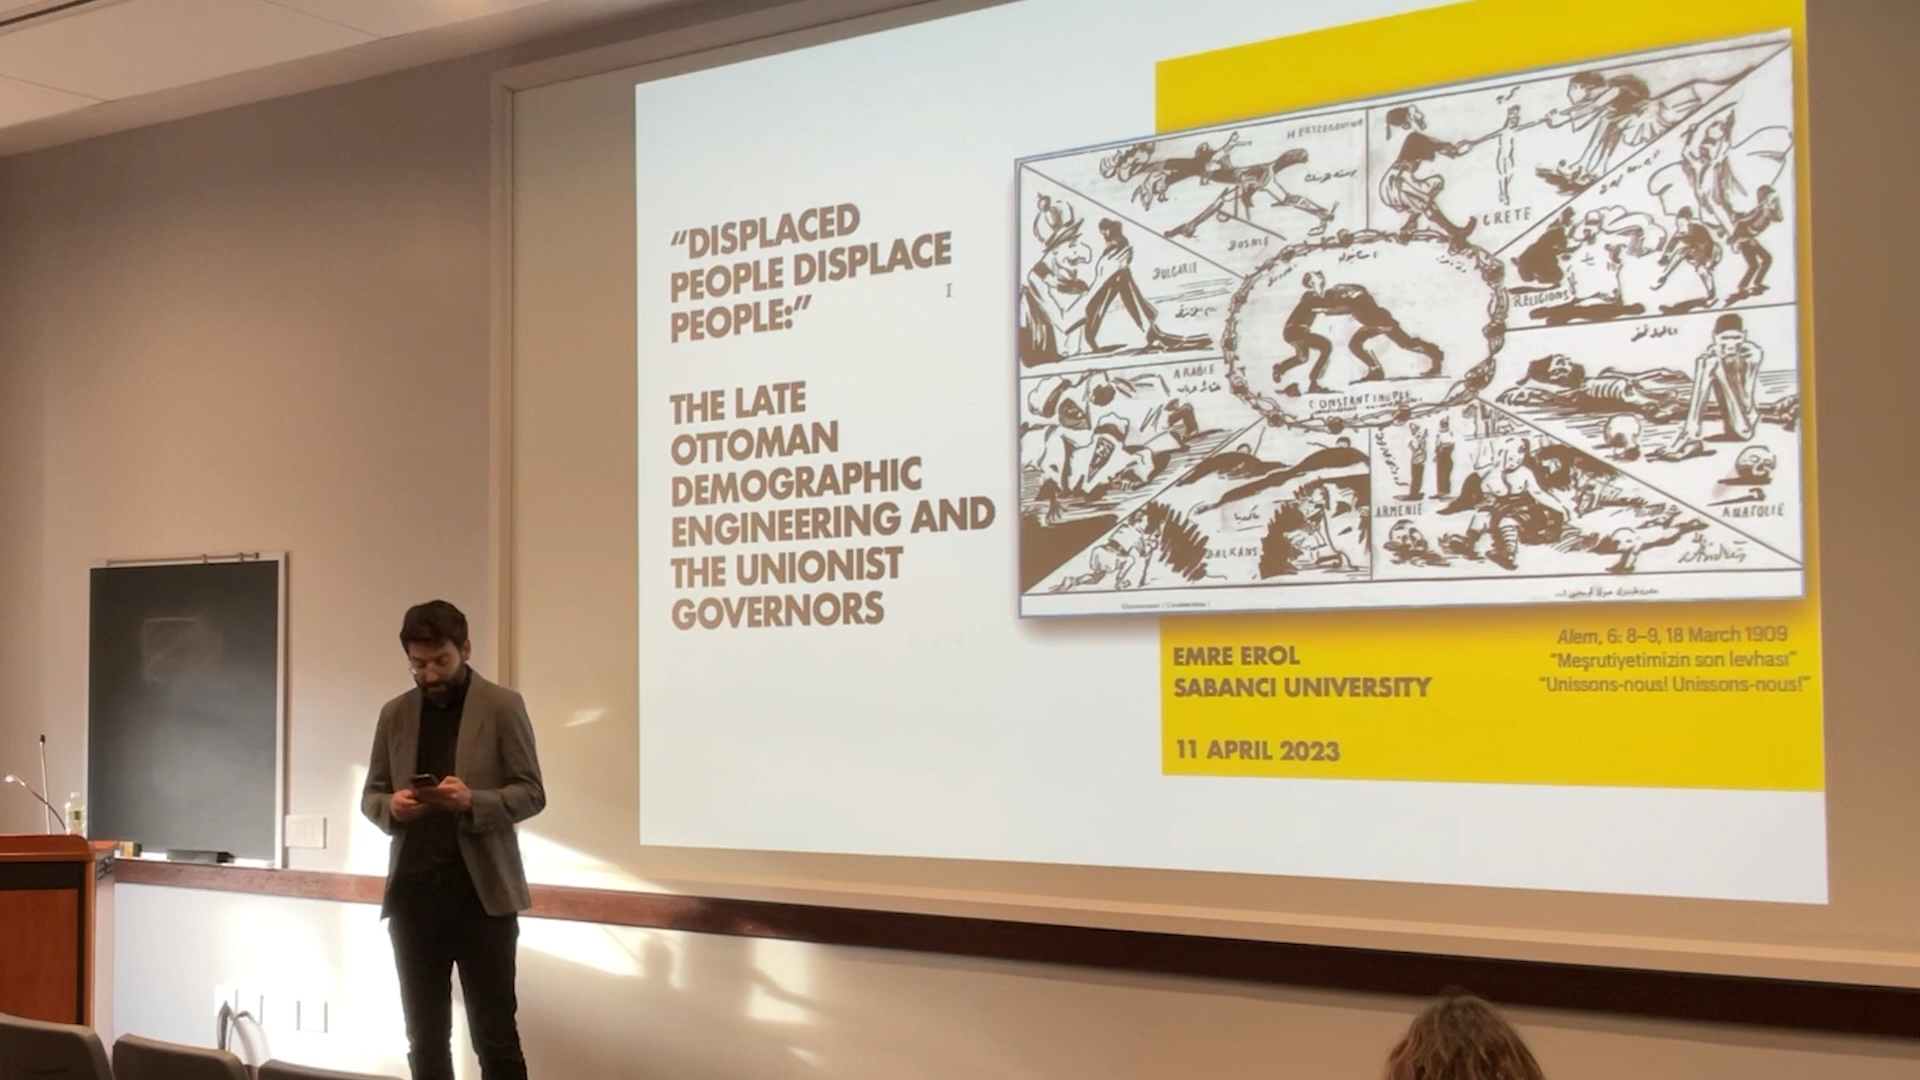 “DISPLACED
PEOPLE DISPLACE
PEOPLE:”
THE LATE
OTTOMAN
DEMOGRAPHIC
ENGINEERING AND
THE UNIONIST
GOVERNORS
HERTZEGOVINE
BOSNIE
CRETE
BULGARIE
RELIGIONS
ARABIE
CONSTANTINOPLE
BALKANS
ARMENIE
ANATOLIE
EMRE EROL
SABANCI UNIVERSITY
11 APRIL 2023
Alem, 6: 8–9, 18 March 1909
“Meşrutiyetimizin son levhası”
“Unissons-nous! Unissons-nous!”